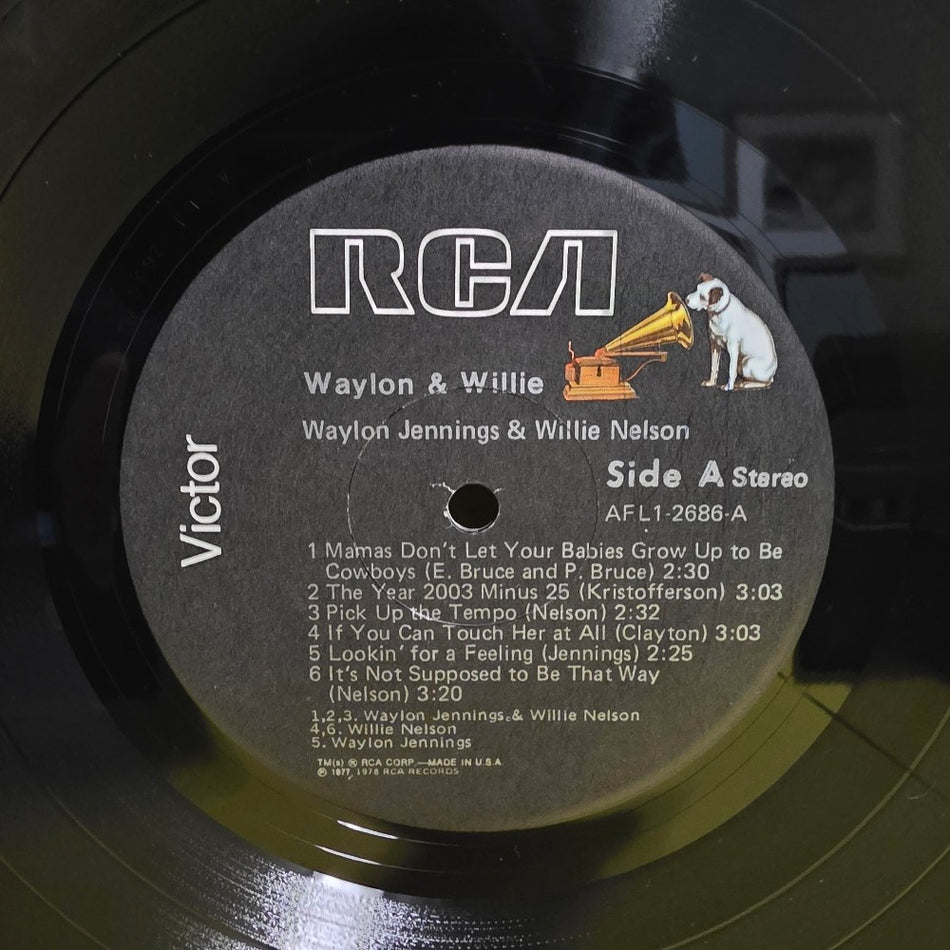 RCA
Waylon & Willie
Waylon Jennings & Willie Nelson
Victor
Side A Stereo
AFL1-2686-A
1 Mamas Don't Let Your Babies Grow Up to Be
Cowboys (E. Bruce and P. Bruce) 2:30
2 The Year 2003 Minus 25 (Kristofferson) 3:03
3 Pick Up the Tempo (Nelson) 2:32
4 If You Can Touch Her at All (Clayton) 3:03
5 Lookin' for a Feeling (Jennings) 2:25
6 It's Not Supposed to Be That Way
(Nelson) 3:20
1,2,3. Waylon Jennings & Willie Nelson
4,6. Willie Nelson
5. Waylon Jennings
TM(s) ® RCA CORP.—MADE IN U.S.A.
℗ 1977, 1978 RCA RECORDS